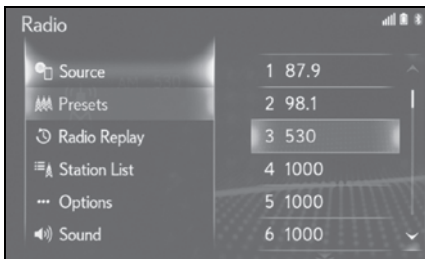 Radio
Source
Presets
Radio Replay
Station List
Options
Sound
1 87.9
2 98.1
3 530
4 1000
5 1000
6 1000